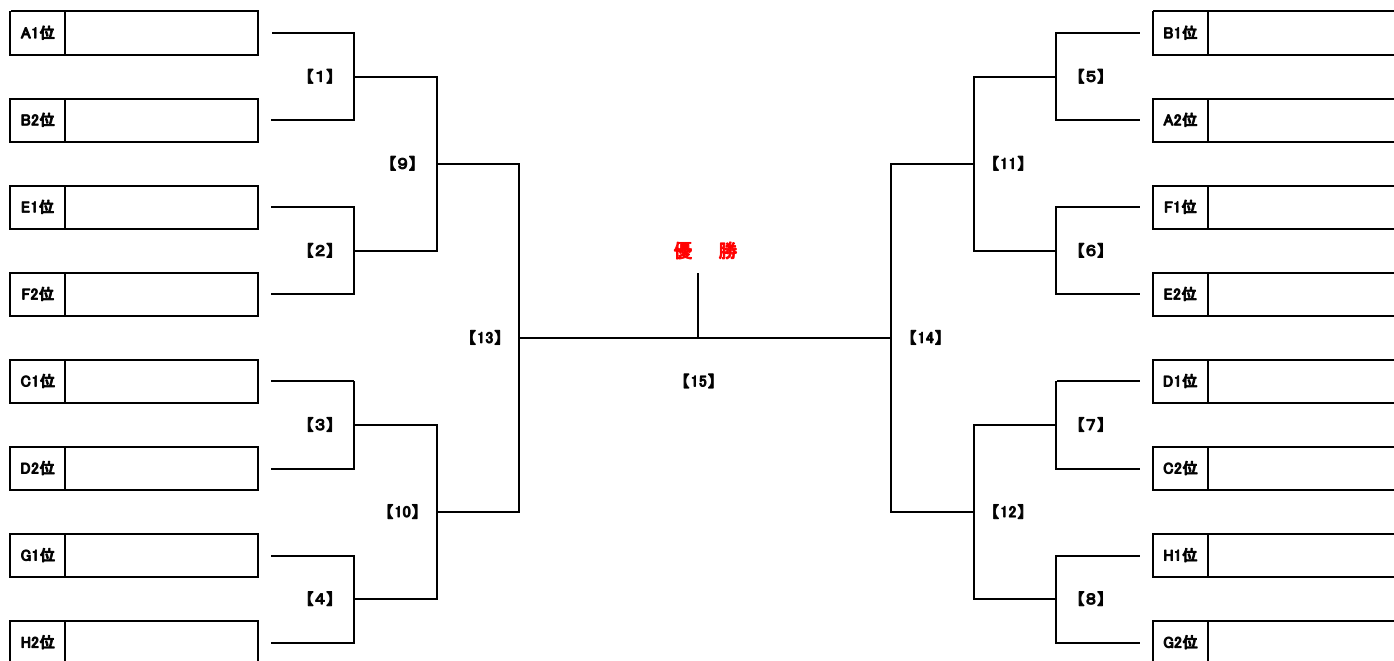 A1位
B1位
【1】
【5】
B2位
A2位
【9】
【11】
E1位
F1位
【2】
優 勝
【6】
F2位
E2位
【13】
【14】
C1位
【15】
D1位
【3】
【7】
D2位
C2位
【10】
【12】
G1位
H1位
【4】
【8】
H2位
G2位